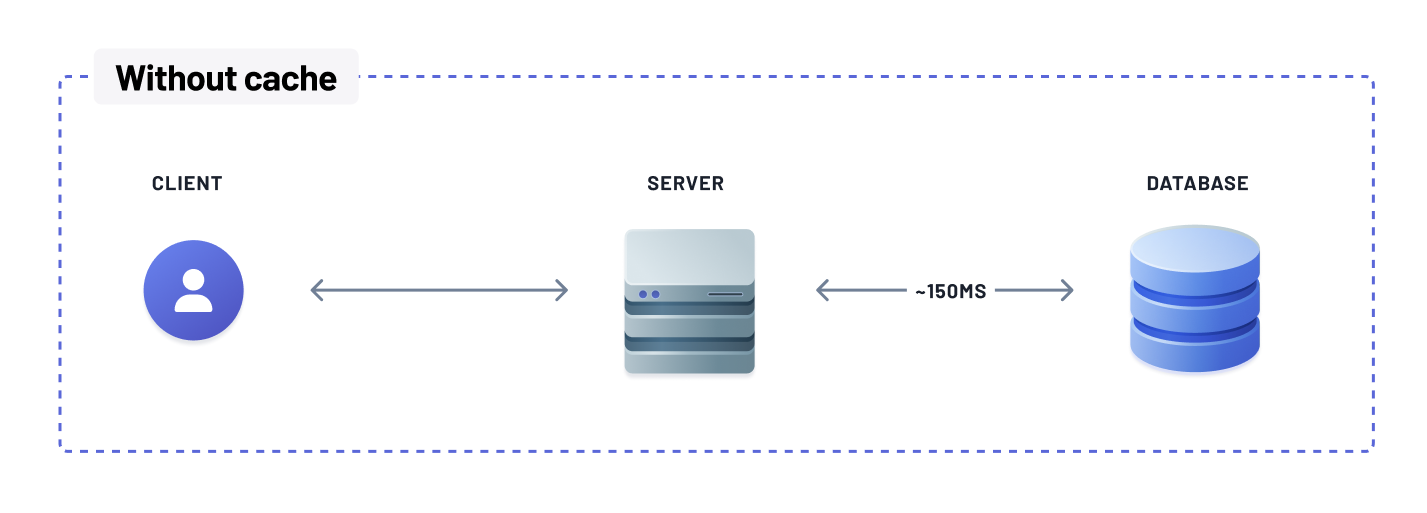 Without cache
CLIENT
SERVER
DATABASE
~150MS